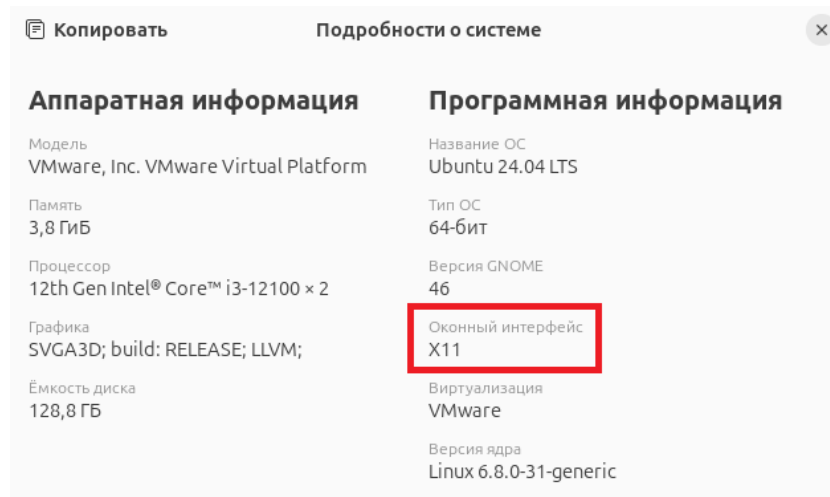 Копировать
Подробности о системе
Аппаратная информация
Модель
VMware, Inc. VMware Virtual Platform
Память
3,8 ГиБ
Процессор
12th Gen Intel® Core™ i3-12100 × 2
Графика
SVGA3D; build: RELEASE; LLVM;
Ёмкость диска
128,8 ГБ
Программная информация
Название ОС
Ubuntu 24.04 LTS
Тип ОС
64-бит
Версия GNOME
46
Оконный интерфейс
X11
Виртуализация
VMware
Версия ядра
Linux 6.8.0-31-generic